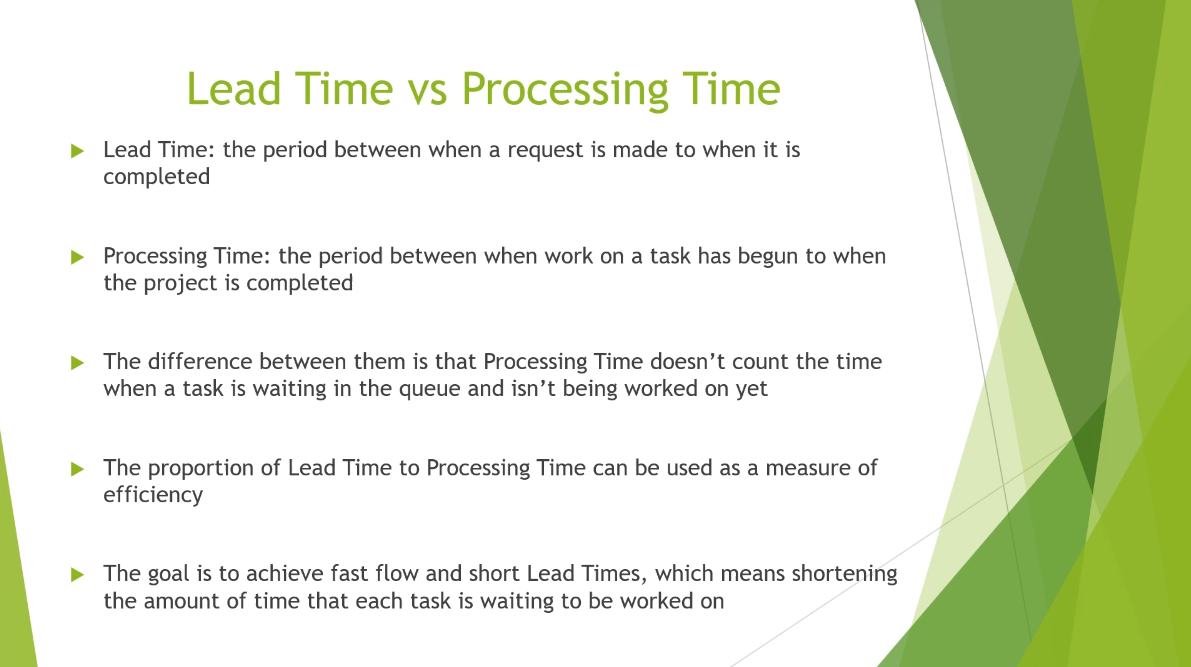 Lead Time vs Processing Time
Lead Time: the period between when a request is made to when it is
completed
Processing Time: the period between when work on a task has begun to when
the project is completed
The difference between them is that Processing Time doesn’t count the time
when a task is waiting in the queue and isn’t being worked on yet
The proportion of Lead Time to Processing Time can be used as a measure of
efficiency
The goal is to achieve fast flow and short Lead Times, which means shortening
the amount of time that each task is waiting to be worked on